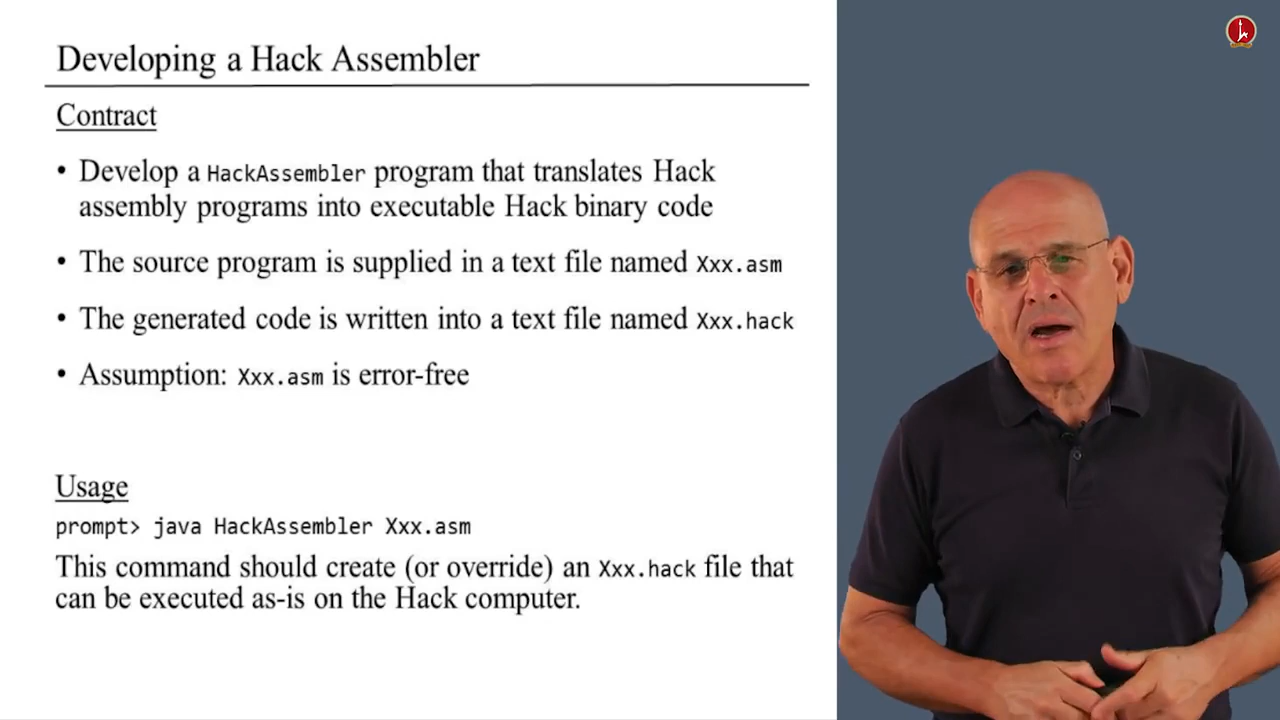 Developing a Hack Assembler
Contract
• Develop a HackAssembler program that translates Hack
assembly programs into executable Hack binary code
• The source program is supplied in a text file named Xxx.asm
• The generated code is written into a text file named Xxx.hack
• Assumption: Xxx.asm is error-free
Usage
prompt> java HackAssembler Xxx.asm
This command should create (or override) an Xxx.hack file that
can be executed as-is on the Hack computer.